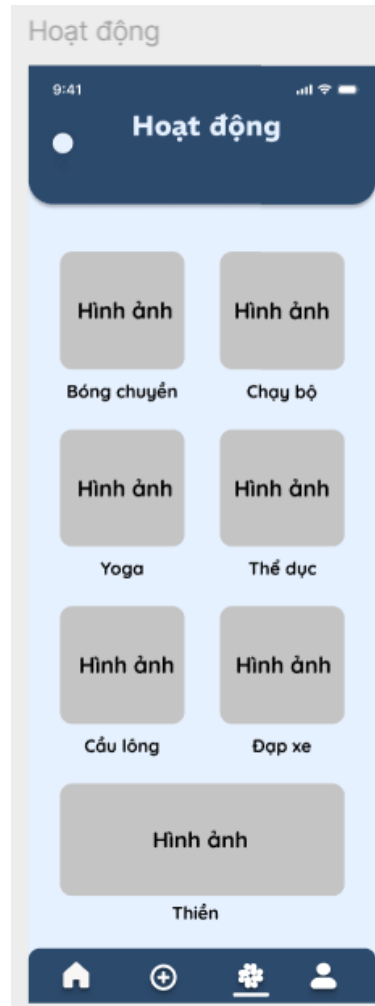 Hoạt động
9:41
Hoạt động
Hình ảnh Hình ảnh
Bóng chuyền Chạy bộ
Hình ảnh Hình ảnh
Yoga Thể dục
Hình ảnh Hình ảnh
Cầu lông Đạp xe
Hình ảnh
Thiền